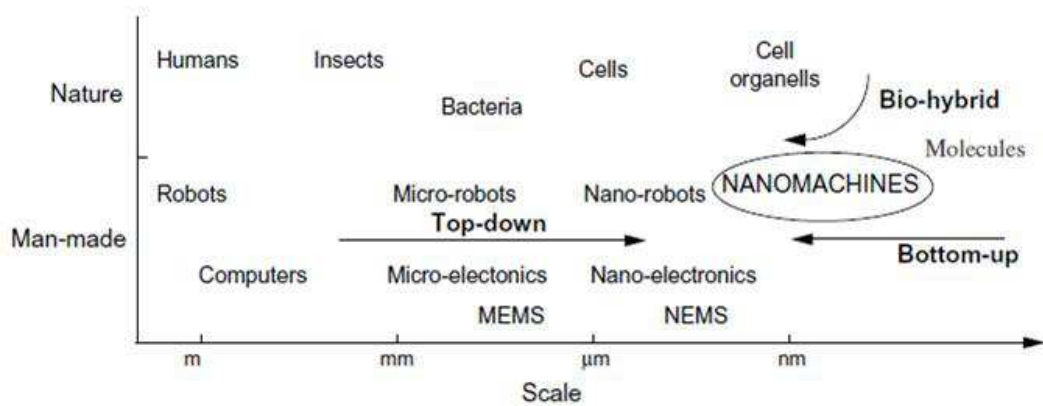 Humans
Insects
Cells
Cell
organells
Nature
Bacteria
Bio-hybrid
Molecules
Robots
Micro-robots
Nano-robots
NANOMACHINES
Top-down
Man-made
Bottom-up
Computers
Micro-electonics
Nano-electronics
MEMS
NEMS
m
mm
μm
nm
Scale